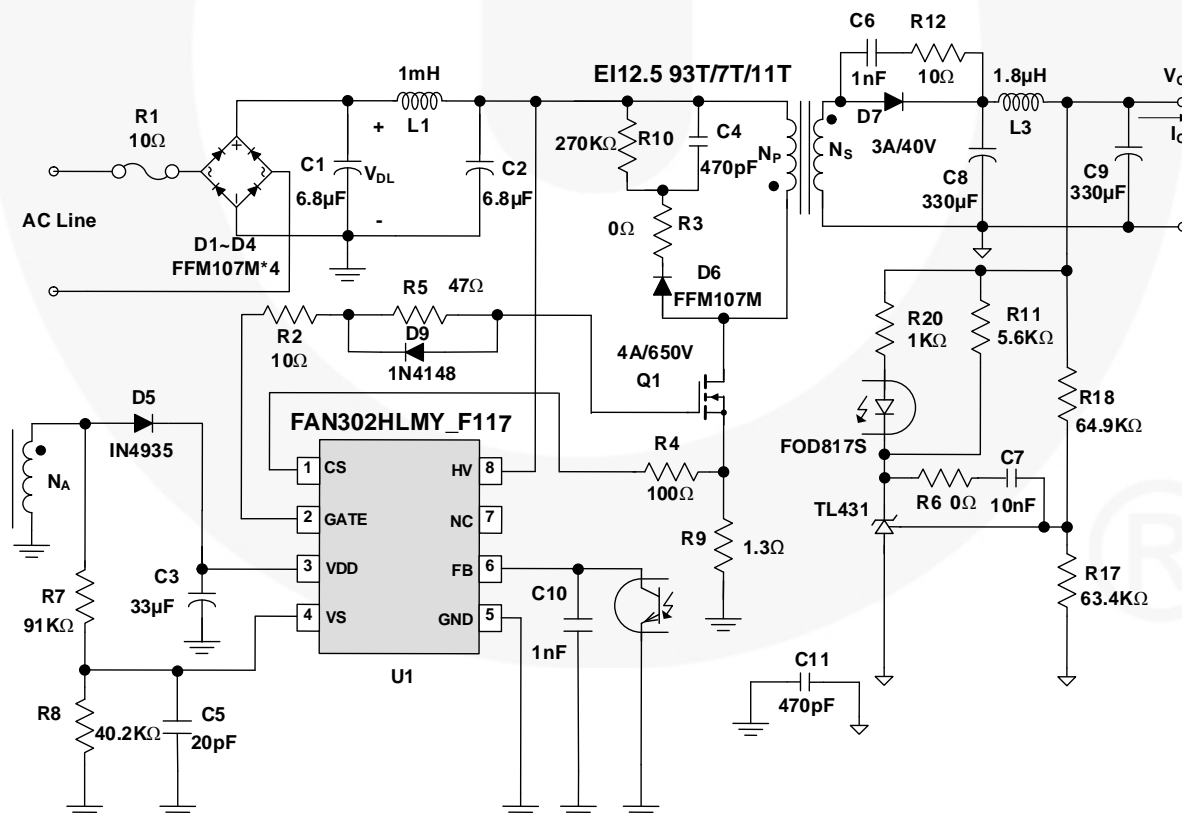 C6
R12
1nF
10Ω
EI12.5 93T/7T/11T
1mH
L1
1.8µH
L3
R1
10Ω
D7
3A/40V
V
I
+
-
C1
V_DL
6.8µF
C2
6.8µF
270KΩ
R10
C4
470pF
N_P
N_S
C8
330µF
C9
330µF
AC Line
D1~D4
FFM107M*4
0Ω
R3
D6
FFM107M
R5
47Ω
R2
10Ω
D9
1N4148
4A/650V
Q1
R20
1KΩ
R11
5.6KΩ
R18
64.9KΩ
FOD817S
D5
IN4935
N_A
FAN302HLMY_F117
1
CS
HV
8
2
GATE
NC
7
3
VDD
FB
6
4
VS
GND
5
U1
R4
100Ω
R9
1.3Ω
TL431
R6 0Ω
C7
10nF
R17
63.4KΩ
C3
33µF
R7
91KΩ
C10
1nF
R8
40.2KΩ
C5
20pF
C11
470pF
®